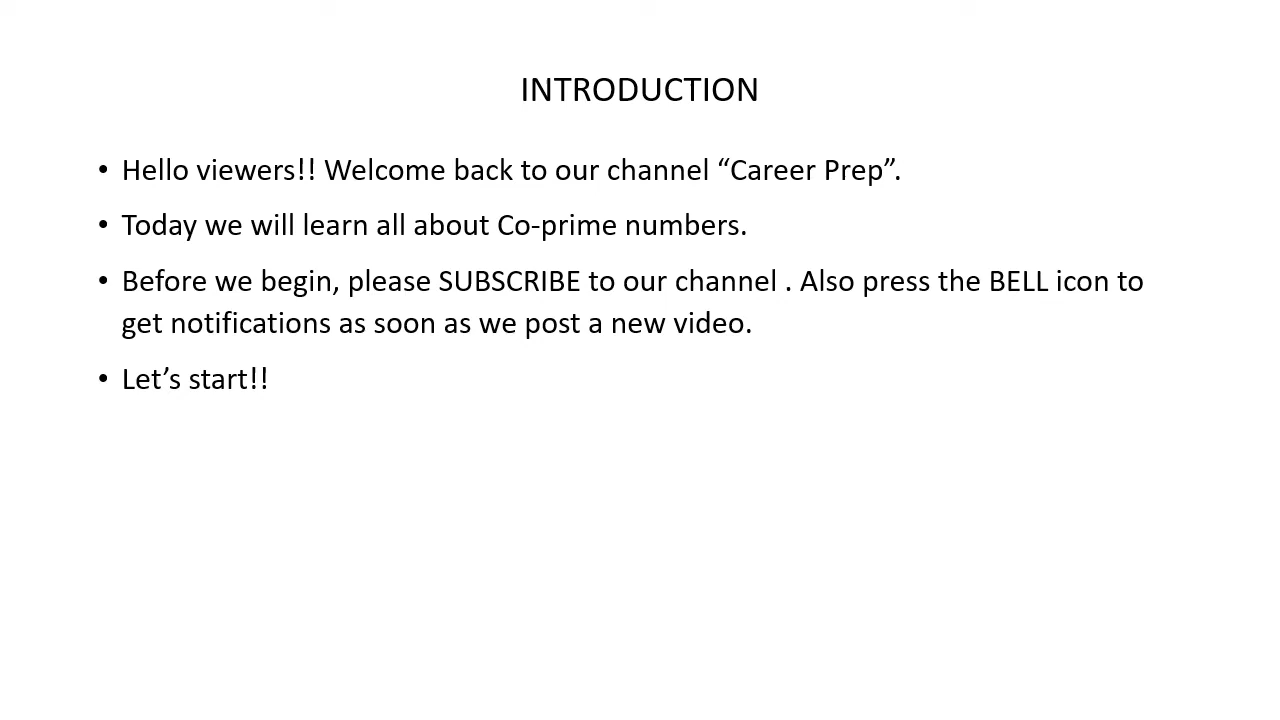 INTRODUCTION
• Hello viewers!! Welcome back to our channel “Career Prep”.
• Today we will learn all about Co-prime numbers.
• Before we begin, please SUBSCRIBE to our channel . Also press the BELL icon to
get notifications as soon as we post a new video.
• Let’s start!!